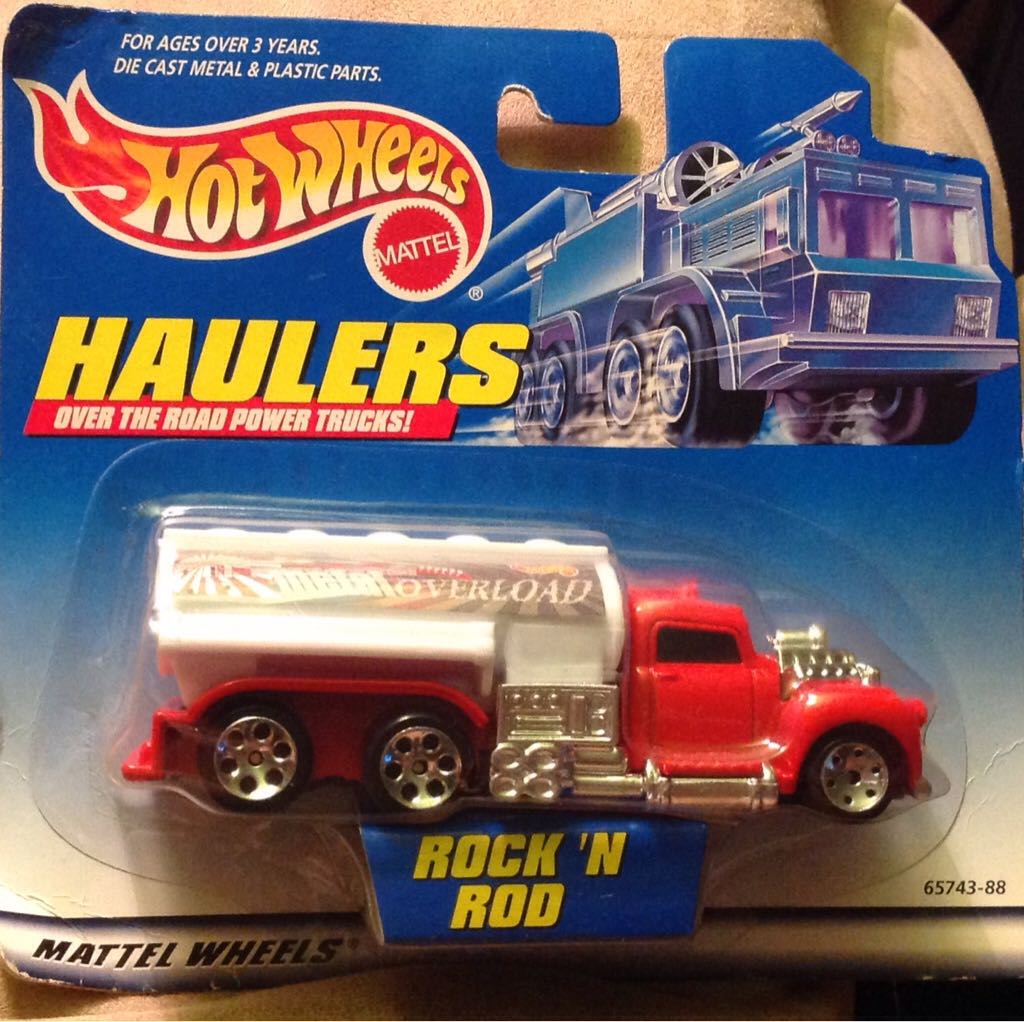 FOR AGES OVER 3 YEARS.
DIE CAST METAL & PLASTIC PARTS.
HOT WHEELS
MATTEL
®
HAULERS
OVER THE ROAD POWER TRUCKS!
metal OVERLOAD
ROCK 'N
ROD
65743-88
MATTEL WHEELS®